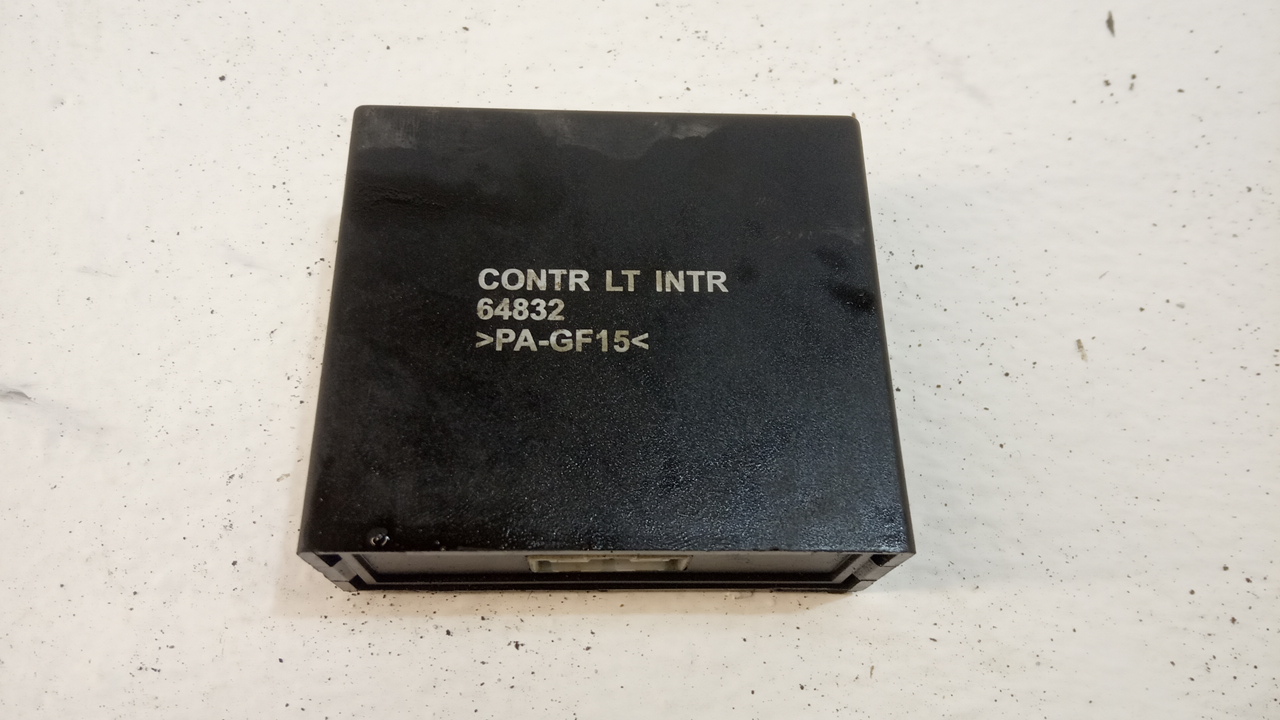 CONTR LT INTR
64832
>PA-GF15<